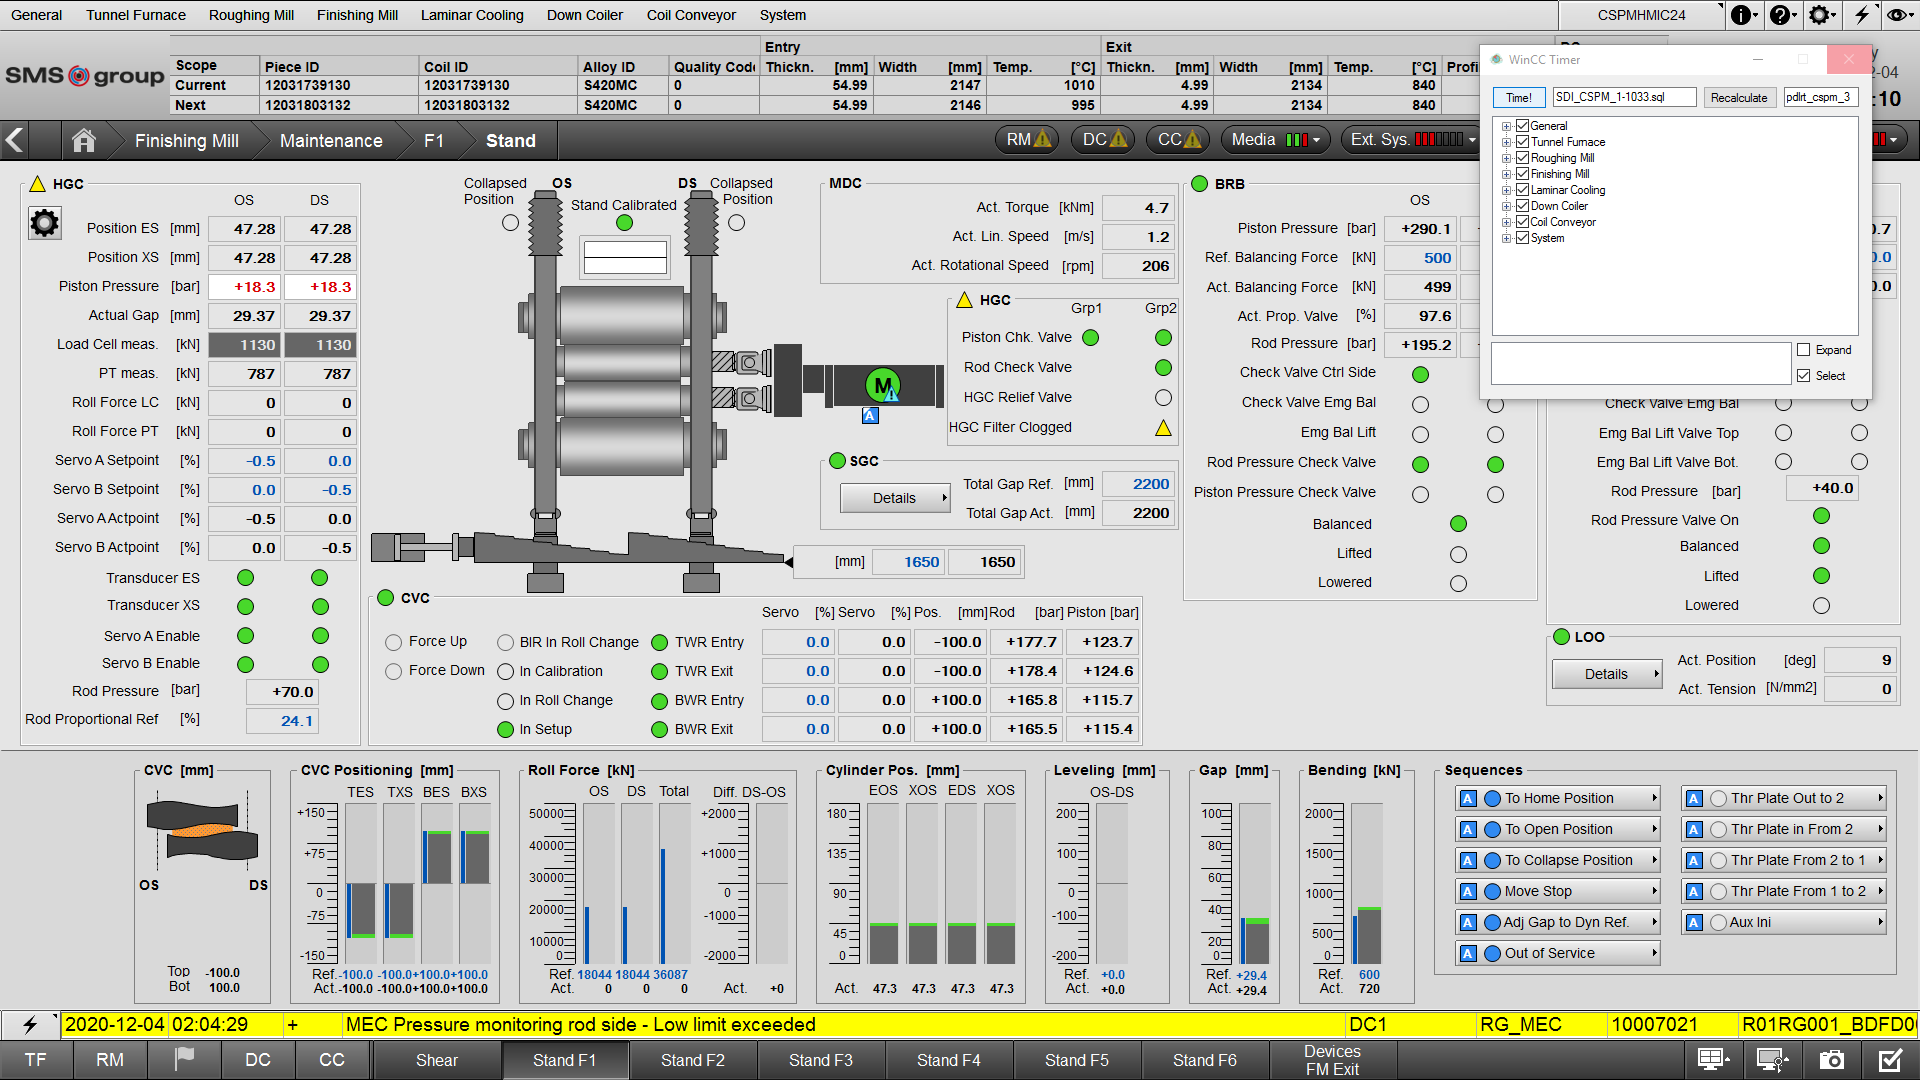 General Tunnel Furnace Roughing Mill Finishing Mill Laminar Cooling Down Coiler Coil Conveyor System CSPMHMIC24
SMS group
Entry Exit
Scope Piece ID Coil ID Alloy ID Quality Code Thickn. [mm] Width [mm] Temp. [°C] Thickn. [mm] Width [mm] Temp. [°C] Profi
Current 12031739130 12031739130 S420MC 0 54.99 2147 1010 4.99 2134 840
Next 12031803132 12031803132 S420MC 0 54.99 2146 995 4.99 2134 840
-04
:10
Finishing Mill Maintenance F1 Stand RM DC CC Media Ext. Sys.
WinCC Timer
Time! SDI_CSPM_1-1033.sql Recalculate pdlrt_cspm_3
General
Tunnel Furnace
Roughing Mill
Finishing Mill
Laminar Cooling
Down Coiler
Coil Conveyor
System
Expand
Select
HGC
OS DS
Position ES [mm] 47.28 47.28
Position XS [mm] 47.28 47.28
Piston Pressure [bar] +18.3 +18.3
Actual Gap [mm] 29.37 29.37
Load Cell meas. [kN] 1130 1130
PT meas. [kN] 787 787
Roll Force LC [kN] 0 0
Roll Force PT [kN] 0 0
Servo A Setpoint [%] -0.5 0.0
Servo B Setpoint [%] 0.0 -0.5
Servo A Actpoint [%] -0.5 0.0
Servo B Actpoint [%] 0.0 -0.5
Transducer ES
Transducer XS
Servo A Enable
Servo B Enable
Rod Pressure [bar] +70.0
Rod Proportional Ref [%] 24.1
Collapsed Position OS Stand Calibrated DS Collapsed Position
M
A
[mm] 1650 1650
MDC
Act. Torque [kNm] 4.7
Act. Lin. Speed [m/s] 1.2
Act. Rotational Speed [rpm] 206
HGC Grp1 Grp2
Piston Chk. Valve
Rod Check Valve
HGC Relief Valve
HGC Filter Clogged
SGC
Details
Total Gap Ref. [mm] 2200
Total Gap Act. [mm] 2200
BRB
OS
Piston Pressure [bar] +290.1
Ref. Balancing Force [kN] 500
Act. Balancing Force [kN] 499
Act. Prop. Valve [%] 97.6
Rod Pressure [bar] +195.2
Check Valve Ctrl Side
Check Valve Emg Bal
Emg Bal Lift
Rod Pressure Check Valve
Piston Pressure Check Valve
Balanced
Lifted
Lowered
0.7
0.0
0.0
Check Valve Emg Bal
Emg Bal Lift Valve Top
Emg Bal Lift Valve Bot.
Rod Pressure [bar] +40.0
Rod Pressure Valve On
Balanced
Lifted
Lowered
LOO
Details
Act. Position [deg] 9
Act. Tension [N/mm2] 0
CVC
Servo [%] Servo [%] Pos. [mm] Rod [bar] Piston [bar]
Force Up BIR In Roll Change TWR Entry 0.0 0.0 -100.0 +177.7 +123.7
Force Down In Calibration TWR Exit 0.0 0.0 -100.0 +178.4 +124.6
In Roll Change BWR Entry 0.0 0.0 +100.0 +165.8 +115.7
In Setup BWR Exit 0.0 0.0 +100.0 +165.5 +115.4
CVC [mm]
OS DS
Top -100.0
Bot 100.0
CVC Positioning [mm]
TES TXS BES BXS
+150
+75
0
-75
-150
Ref. -100.0 -100.0 +100.0 +100.0
Act. -100.0 -100.0 +100.0 +100.0
Roll Force [kN]
OS DS Total Diff. DS-OS
50000 +2000
40000 +1000
30000 0
20000 -1000
10000 -2000
0
Ref. 18044 18044 36087
Act. 0 0 0 Act. +0
Cylinder Pos. [mm]
EOS XOS EDS XOS
180
135
90
45
0
Act. 47.3 47.3 47.3 47.3
Leveling [mm]
OS-DS
200
100
0
-100
-200
Ref. +0.0
Act. +0.0
Gap [mm]
100
80
60
40
20
0
Ref. +29.4
Act. +29.4
Bending [kN]
2000
1500
1000
500
0
Ref. 600
Act. 720
Sequences
A To Home Position A Thr Plate Out to 2
A To Open Position A Thr Plate in From 2
A To Collapse Position A Thr Plate From 2 to 1
A Move Stop A Thr Plate From 1 to 2
A Adj Gap to Dyn Ref. A Aux Ini
A Out of Service
2020-12-04 02:04:29 + MEC Pressure monitoring rod side - Low limit exceeded DC1 RG_MEC 10007021 R01RG001_BDFD0
TF RM DC CC Shear Stand F1 Stand F2 Stand F3 Stand F4 Stand F5 Stand F6 Devices FM Exit